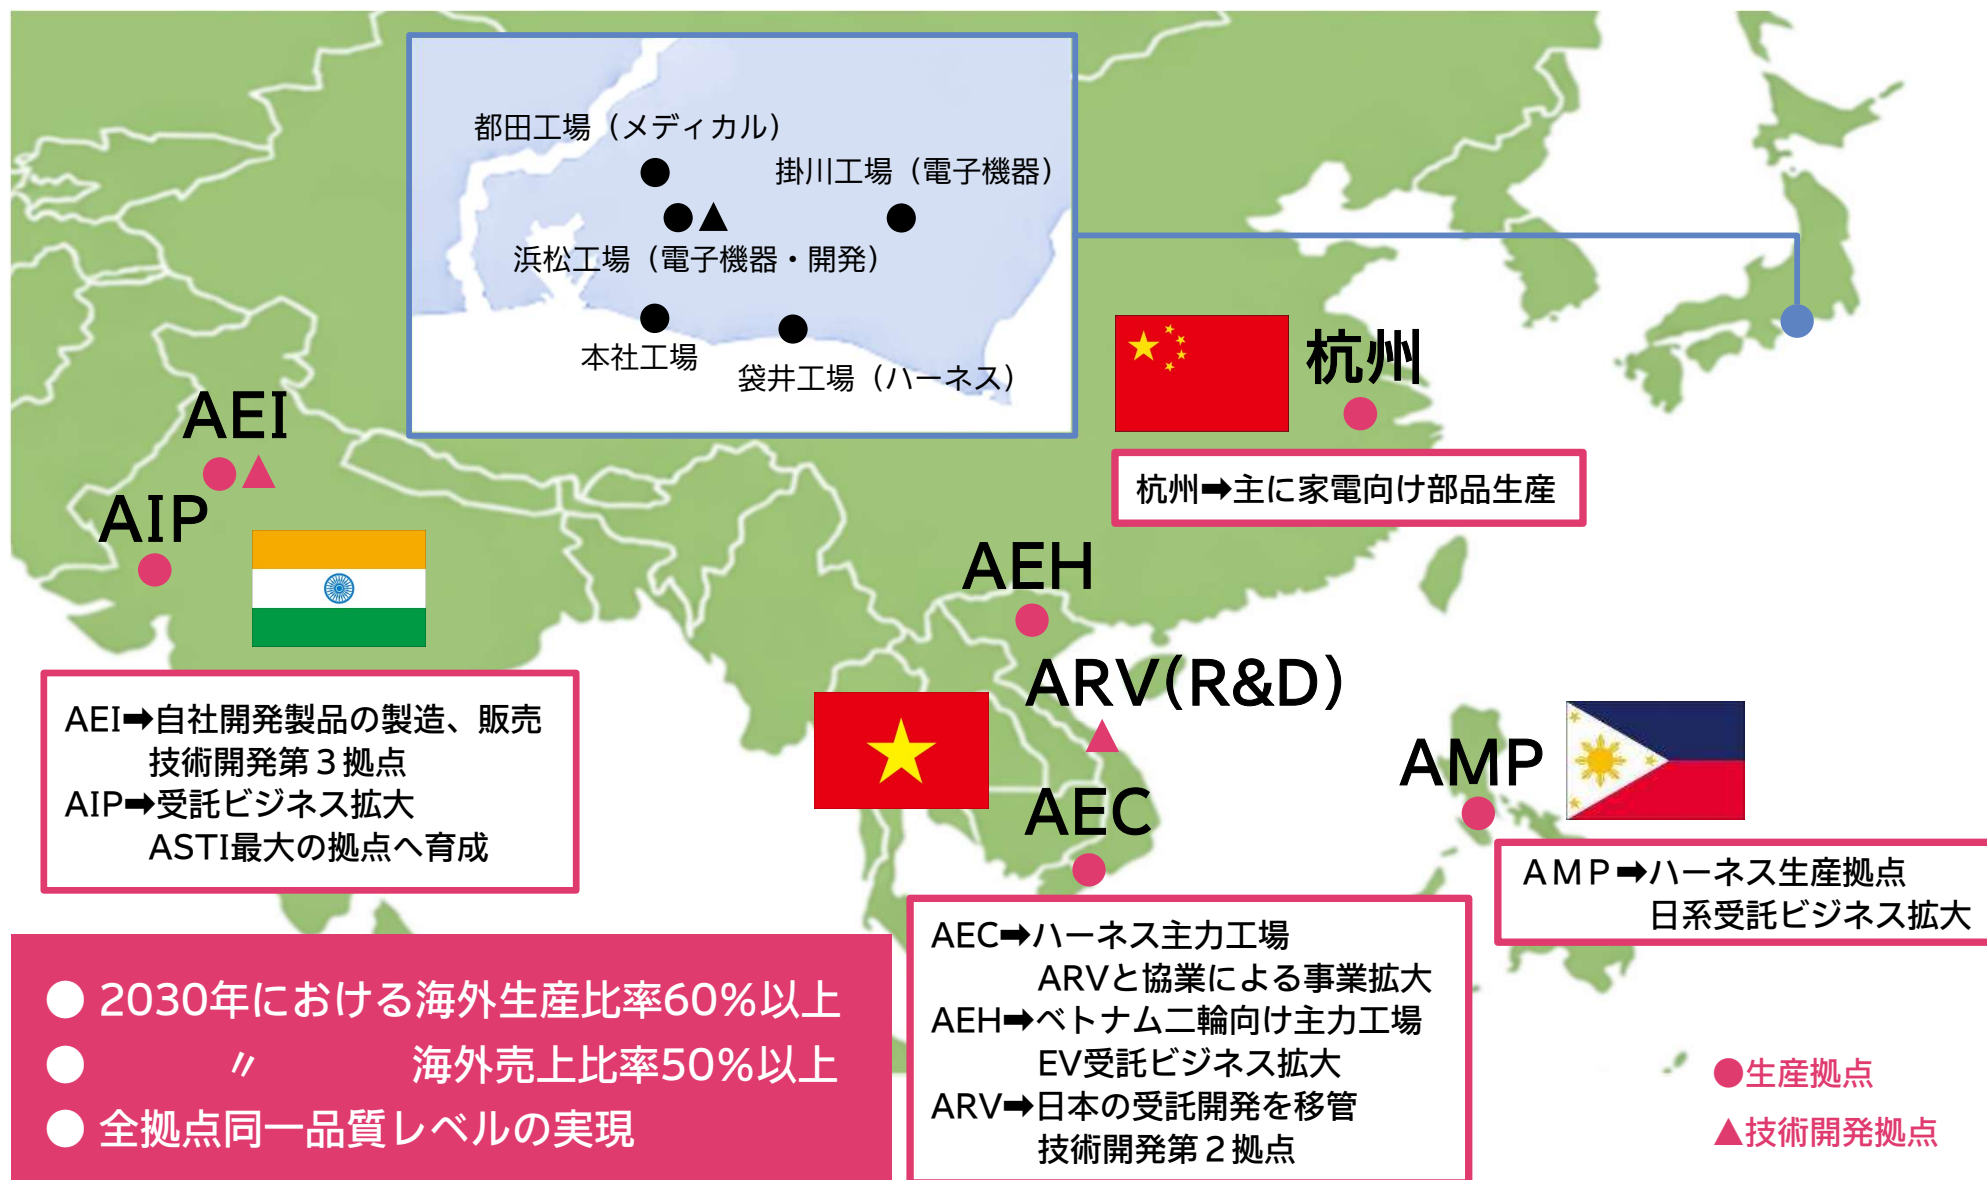 都田工場（メディカル）
掛川工場（電子機器）
浜松工場（電子機器・開発）
本社工場
袋井工場（ハーネス）
杭州
杭州➡主に家電向け部品生産
AEI
AIP
AEI➡自社開発製品の製造、販売
技術開発第３拠点
AIP➡受託ビジネス拡大
ASTI最大の拠点へ育成
AEH
ARV(R&D)
AEC
AMP
ＡＭＰ➡ハーネス生産拠点
日系受託ビジネス拡大
AEC➡ハーネス主力工場
ARVと協業による事業拡大
AEH➡ベトナム二輪向け主力工場
EV受託ビジネス拡大
ARV➡日本の受託開発を移管
技術開発第２拠点
● 2030年における海外生産比率60%以上
● 〃 海外売上比率50%以上
● 全拠点同一品質レベルの実現
●生産拠点
▲技術開発拠点